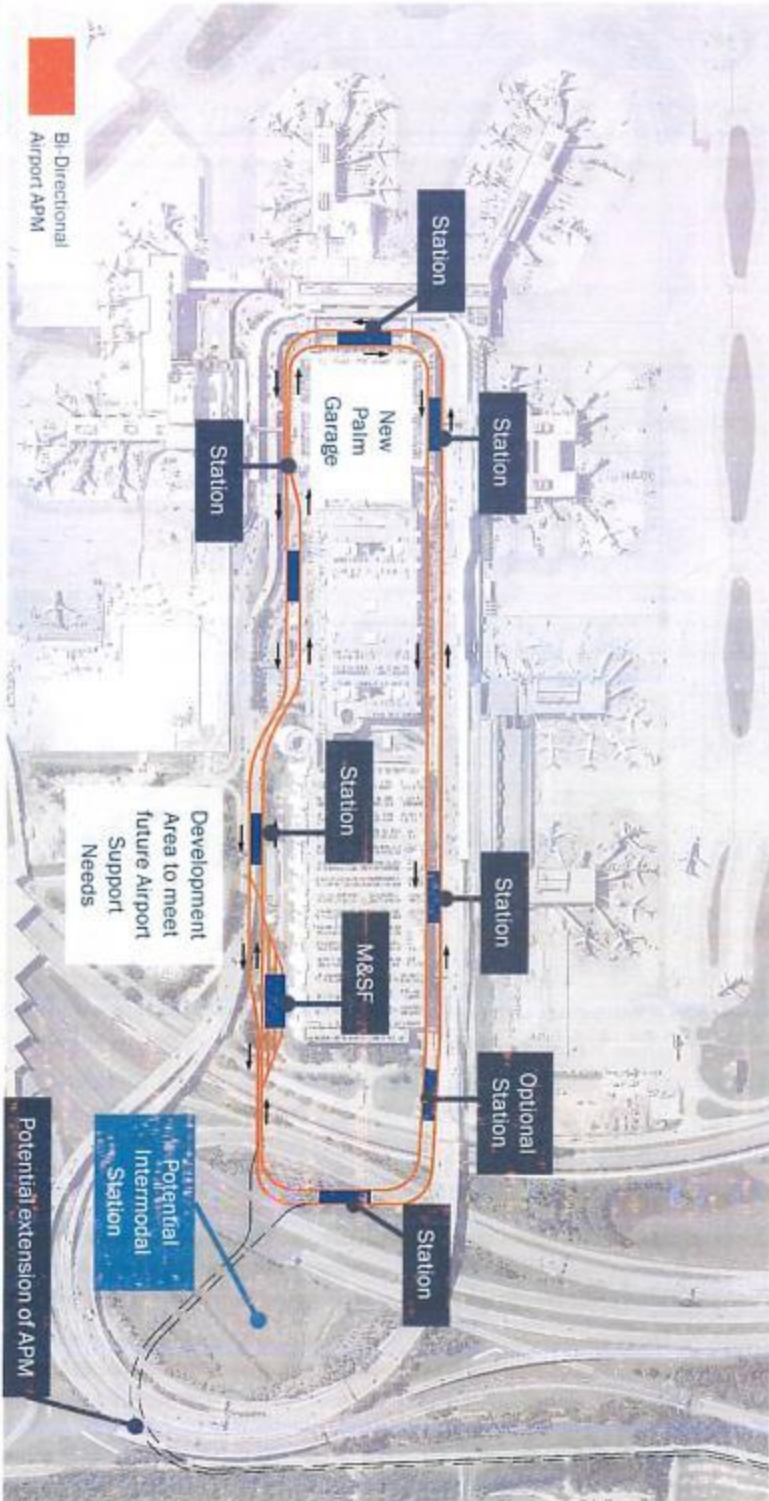 Station
Station
Station
Optional
Station
Station
New
Palm
Garage
Station
Station
M&SF
Development
Area to meet
future Airport
Support
Needs
Potential
Intermodal
Station
Potential extension of APM
Bi-Directional
Airport APM